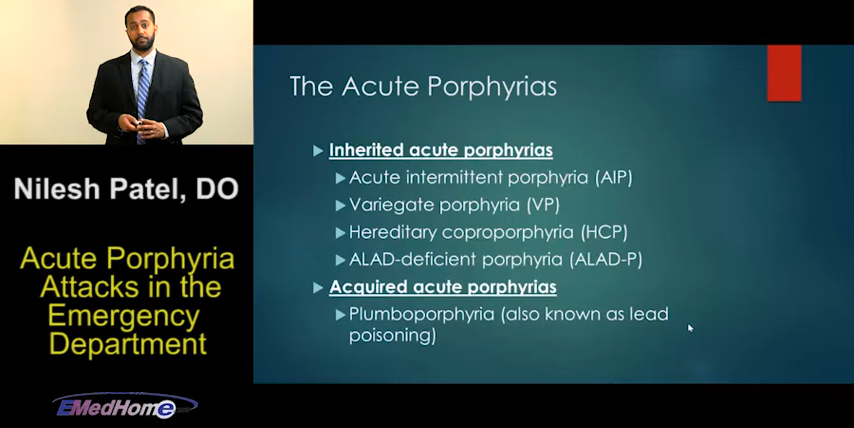 Nilesh Patel, DO
Acute Porphyria
Attacks in the
Emergency
Department
EMedHome
The Acute Porphyrias
Inherited acute porphyrias
Acute intermittent porphyria (AIP)
Variegate porphyria (VP)
Hereditary coproporphyria (HCP)
ALAD-deficient porphyria (ALAD-P)
Acquired acute porphyrias
Plumboporphyria (also known as lead
poisoning)